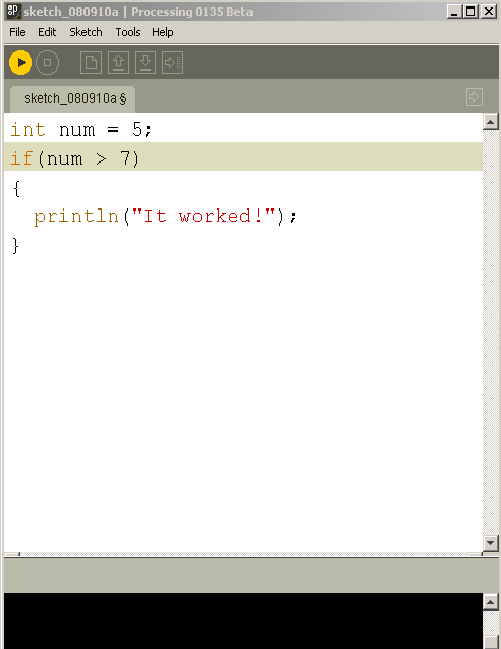 sketch_080910a | Processing 0135 Beta
File Edit Sketch Tools Help
sketch_080910a §
int num = 5;
if(num > 7)
{
  println("It worked!");
}